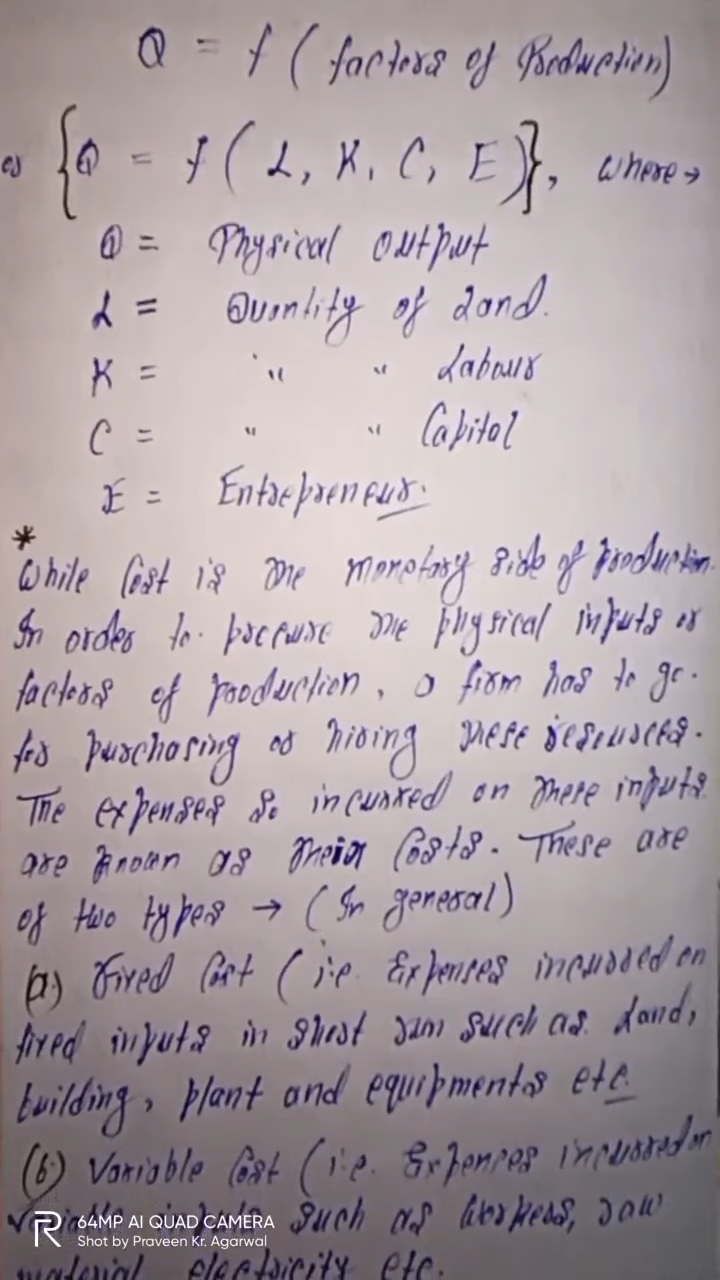 Q = f ( factors of Production)
or {Q = f ( L, K, C, E )}, where →
Q = Physical output
L = Quantity of Land.
K = " " Labour
C = " " Capital
E = Entrepreneur.
*
While Cost is the monetary side of production.
In order to procure the physical inputs or
factors of production, a firm has to go.
for purchasing or hiring these resources.
The expenses so incurred on these inputs
are known as their Costs. These are
of two types → (In general)
(a.) Fixed Cost (i.e. Expenses incurred on
fixed inputs in short run such as. Land,
building, plant and equipments etc.
(b.) Variable Cost (i.e. Expenses incurred on
variable inputs such as workers, raw
material, electricity etc.
64MP AI QUAD CAMERA
Shot by Praveen Kr. Agarwal